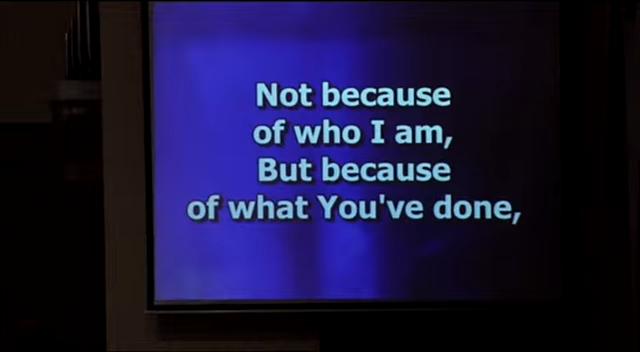 Not because
of who I am,
But because
of what You've done,